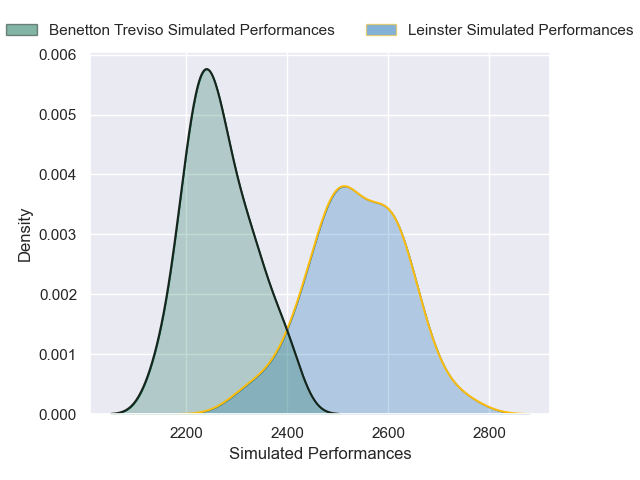 Benetton Treviso Simulated Performances
Leinster Simulated Performances
0.006
0.005
0.004
0.003
0.002
0.001
0.000
Density
2200
2400
2600
2800
Simulated Performances